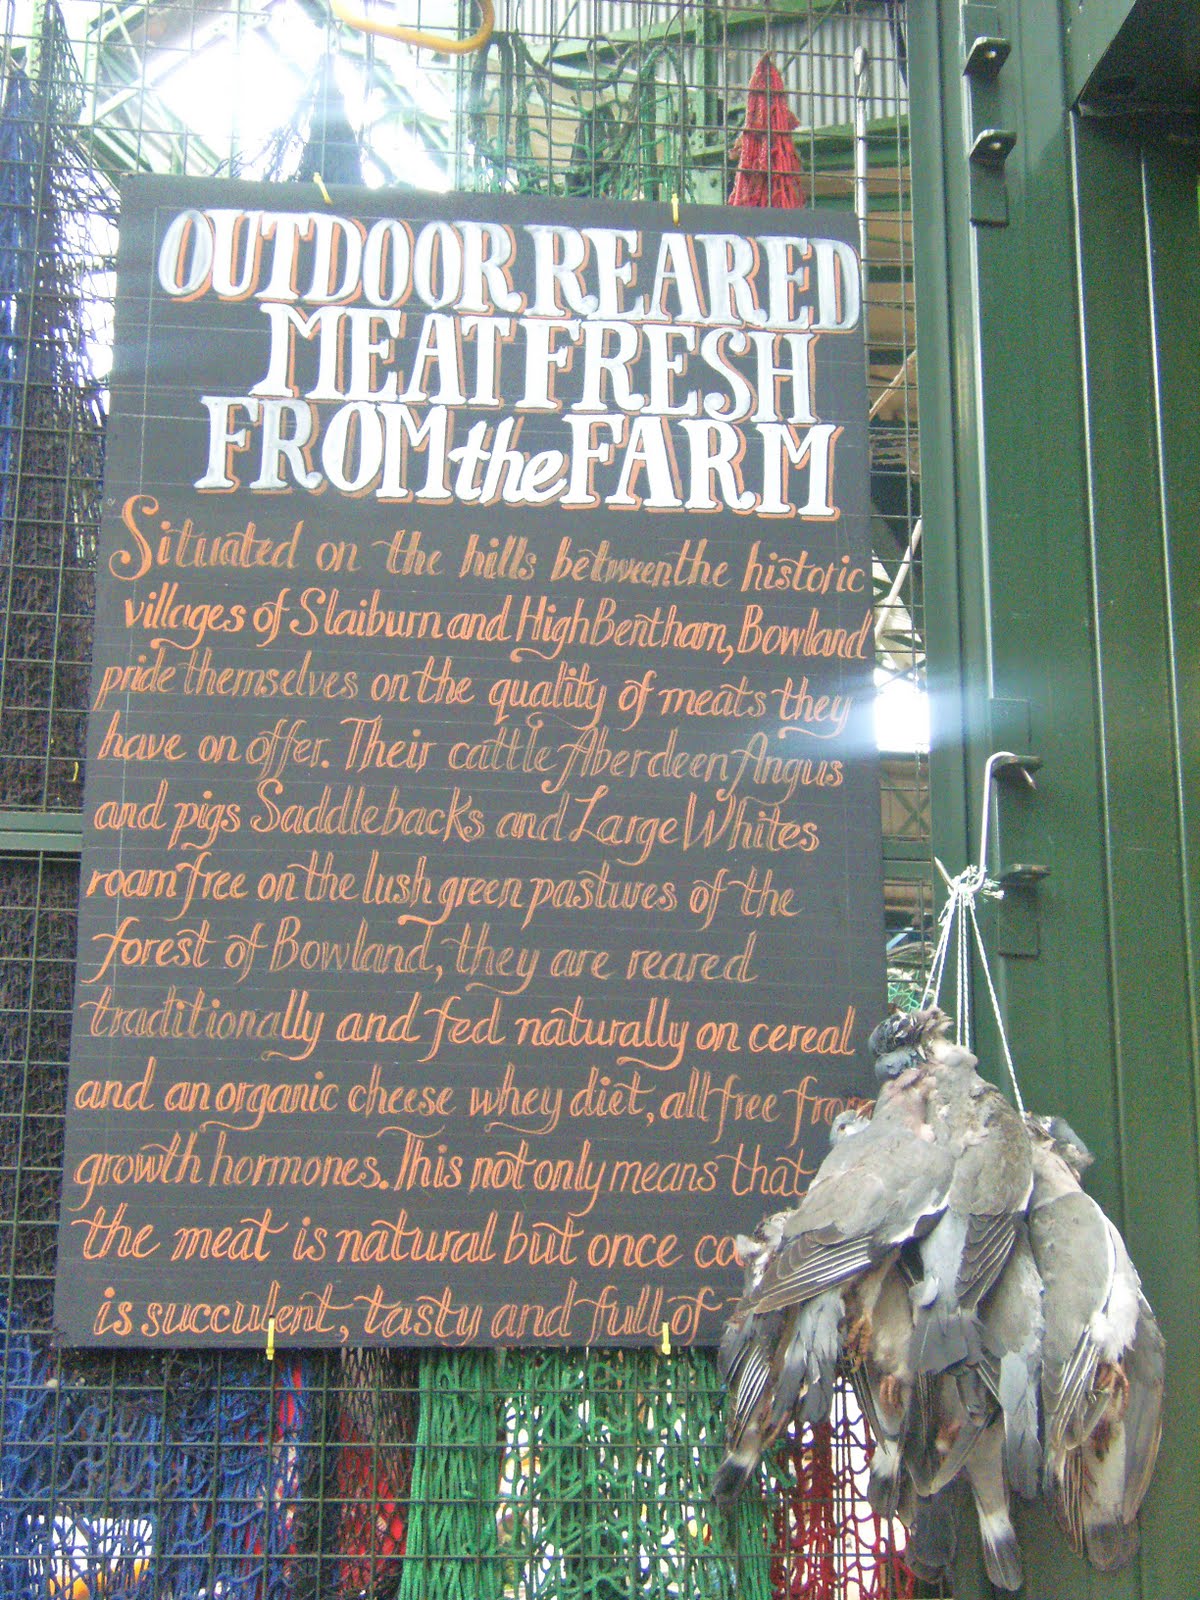 OUTDOOR REARED
MEAT FRESH
FROM the FARM
Situated on the hills between the historic
villages of Slaiburn and High Bentham, Bowland
pride themselves on the quality of meats they
have on offer. Their cattle Aberdeen Angus
and pigs Saddlebacks and Large Whites
roam free on the lush green pastures of the
forest of Bowland, they are reared
traditionally and fed naturally on cereal
and an organic cheese whey diet, all free from
growth hormones. This not only means that
the meat is natural but once
is succulent, tasty and full of